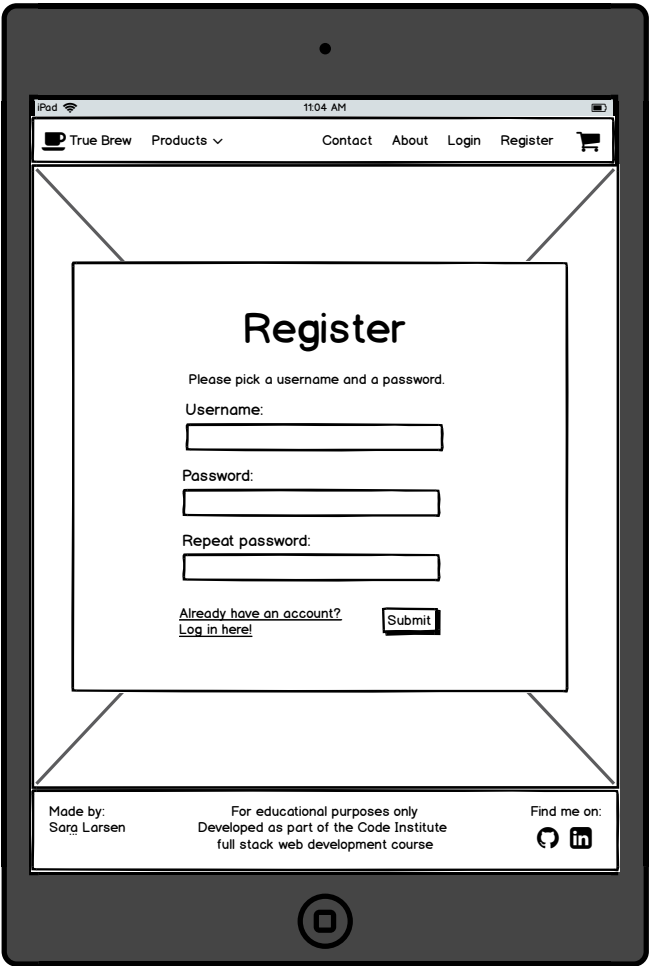 iPad 11:04 AM
True Brew Products Contact About Login Register
Register
Please pick a username and a password.
Username:
Password:
Repeat password:
Already have an account?
Log in here!
Submit
Made by:
Sara Larsen
For educational purposes only
Developed as part of the Code Institute
full stack web development course
Find me on:
in